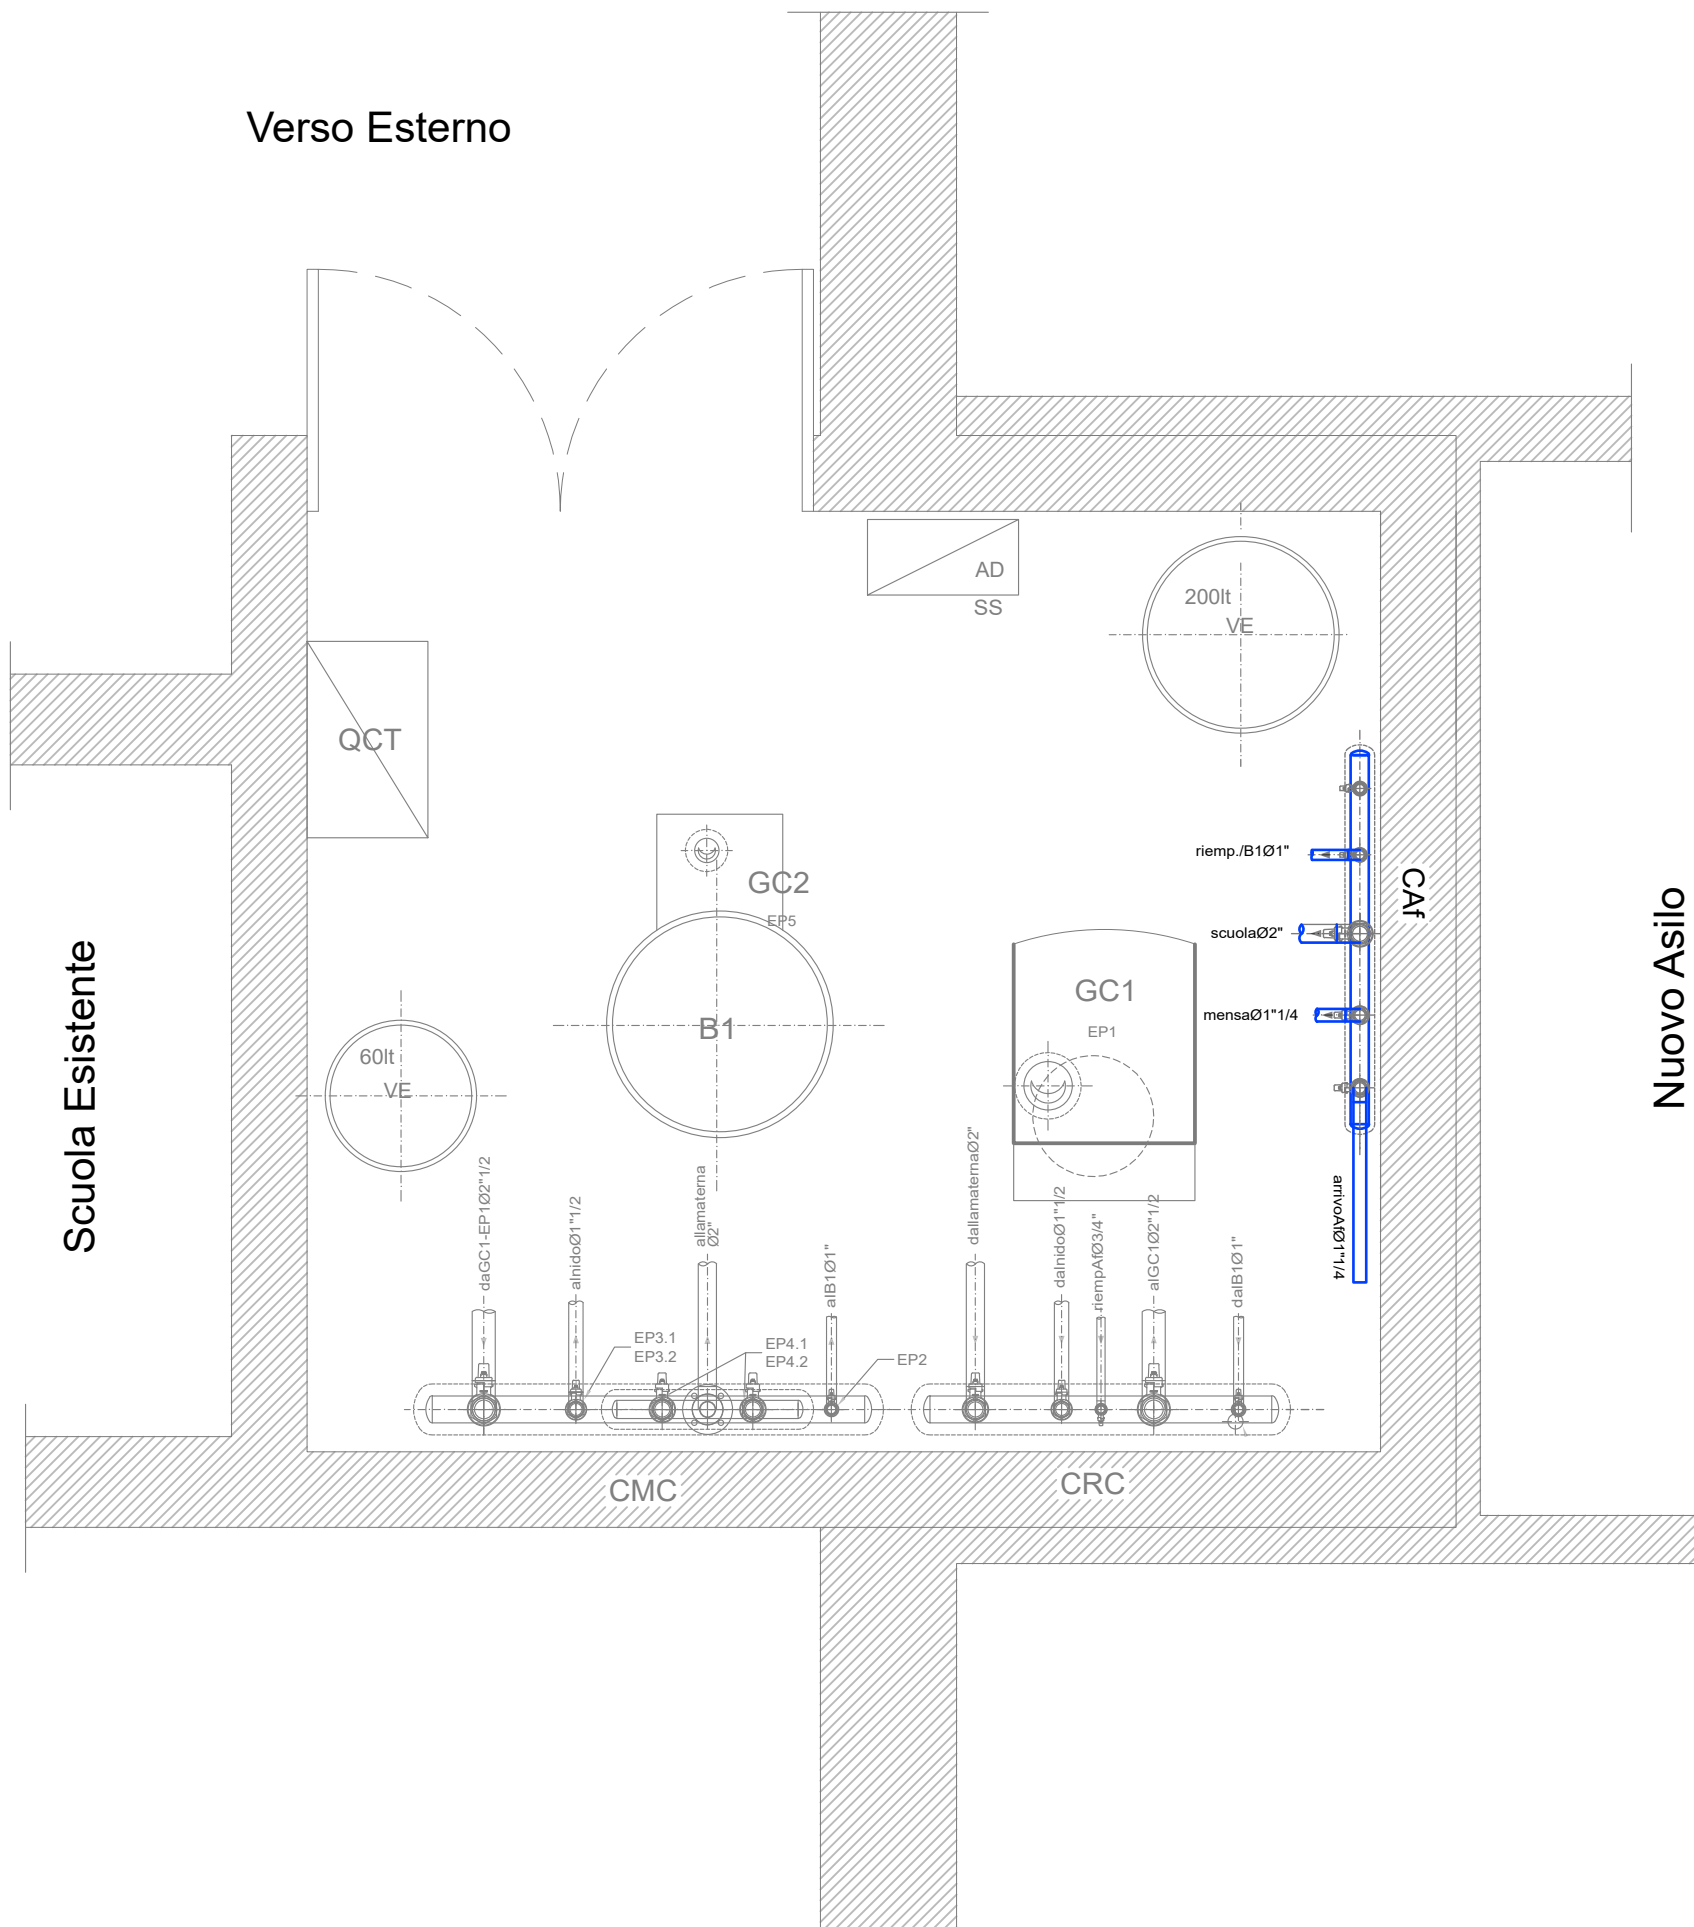 Verso Esterno
AD
SS
200lt
VE
QCT
riemp./B1Ø1"
GC2
CAf
EP5
scuolaØ2"
GC1
mensaØ1"1/4
B1
EP1
60lt
VE
Scuola Esistente
Nuovo Asilo
arrivoAfØ1"1/4
daGC1-EP1Ø2"1/2
alnidoØ1"1/2
allamaterna
Ø2"
alB1Ø1"
dallamaternaØ2"
dalnidoØ1"1/2
riempAfØ3/4"
alGC1Ø2"1/2
dalB1Ø1"
EP3.1
EP3.2
EP4.1
EP4.2
EP2
CMC
CRC